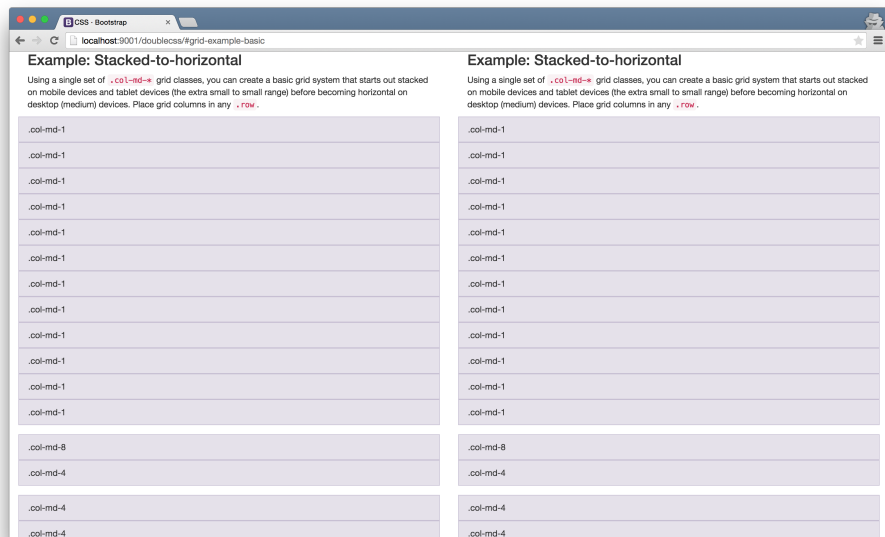 CSS · Bootstrap
localhost:9001/doublecss/#grid-example-basic
Example: Stacked-to-horizontal
Using a single set of .col-md-* grid classes, you can create a basic grid system that starts out stacked
on mobile devices and tablet devices (the extra small to small range) before becoming horizontal on
desktop (medium) devices. Place grid columns in any .row.
.col-md-1
.col-md-1
.col-md-1
.col-md-1
.col-md-1
.col-md-1
.col-md-1
.col-md-1
.col-md-1
.col-md-1
.col-md-1
.col-md-1
.col-md-8
.col-md-4
.col-md-4
.col-md-4
Example: Stacked-to-horizontal
Using a single set of .col-md-* grid classes, you can create a basic grid system that starts out stacked
on mobile devices and tablet devices (the extra small to small range) before becoming horizontal on
desktop (medium) devices. Place grid columns in any .row.
.col-md-1
.col-md-1
.col-md-1
.col-md-1
.col-md-1
.col-md-1
.col-md-1
.col-md-1
.col-md-1
.col-md-1
.col-md-1
.col-md-1
.col-md-8
.col-md-4
.col-md-4
.col-md-4